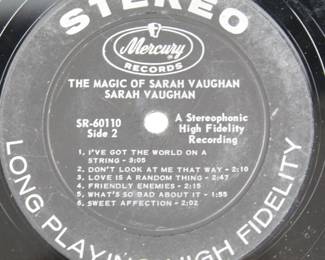 STEREO
Mercury
RECORDS
THE MAGIC OF SARAH VAUGHAN
SARAH VAUGHAN
SR-60110
Side 2
A Stereophonic
High Fidelity
Recording
1. I'VE GOT THE WORLD ON A
STRING - 3:05
2. DON'T LOOK AT ME THAT WAY - 2:10
3. LOVE IS A RANDOM THING - 2:47
4. FRIENDLY ENEMIES - 2:15
5. WHAT'S SO BAD ABOUT IT - 1:55
6. SWEET AFFECTION - 2:02
LONG PLAYING HIGH FIDELITY